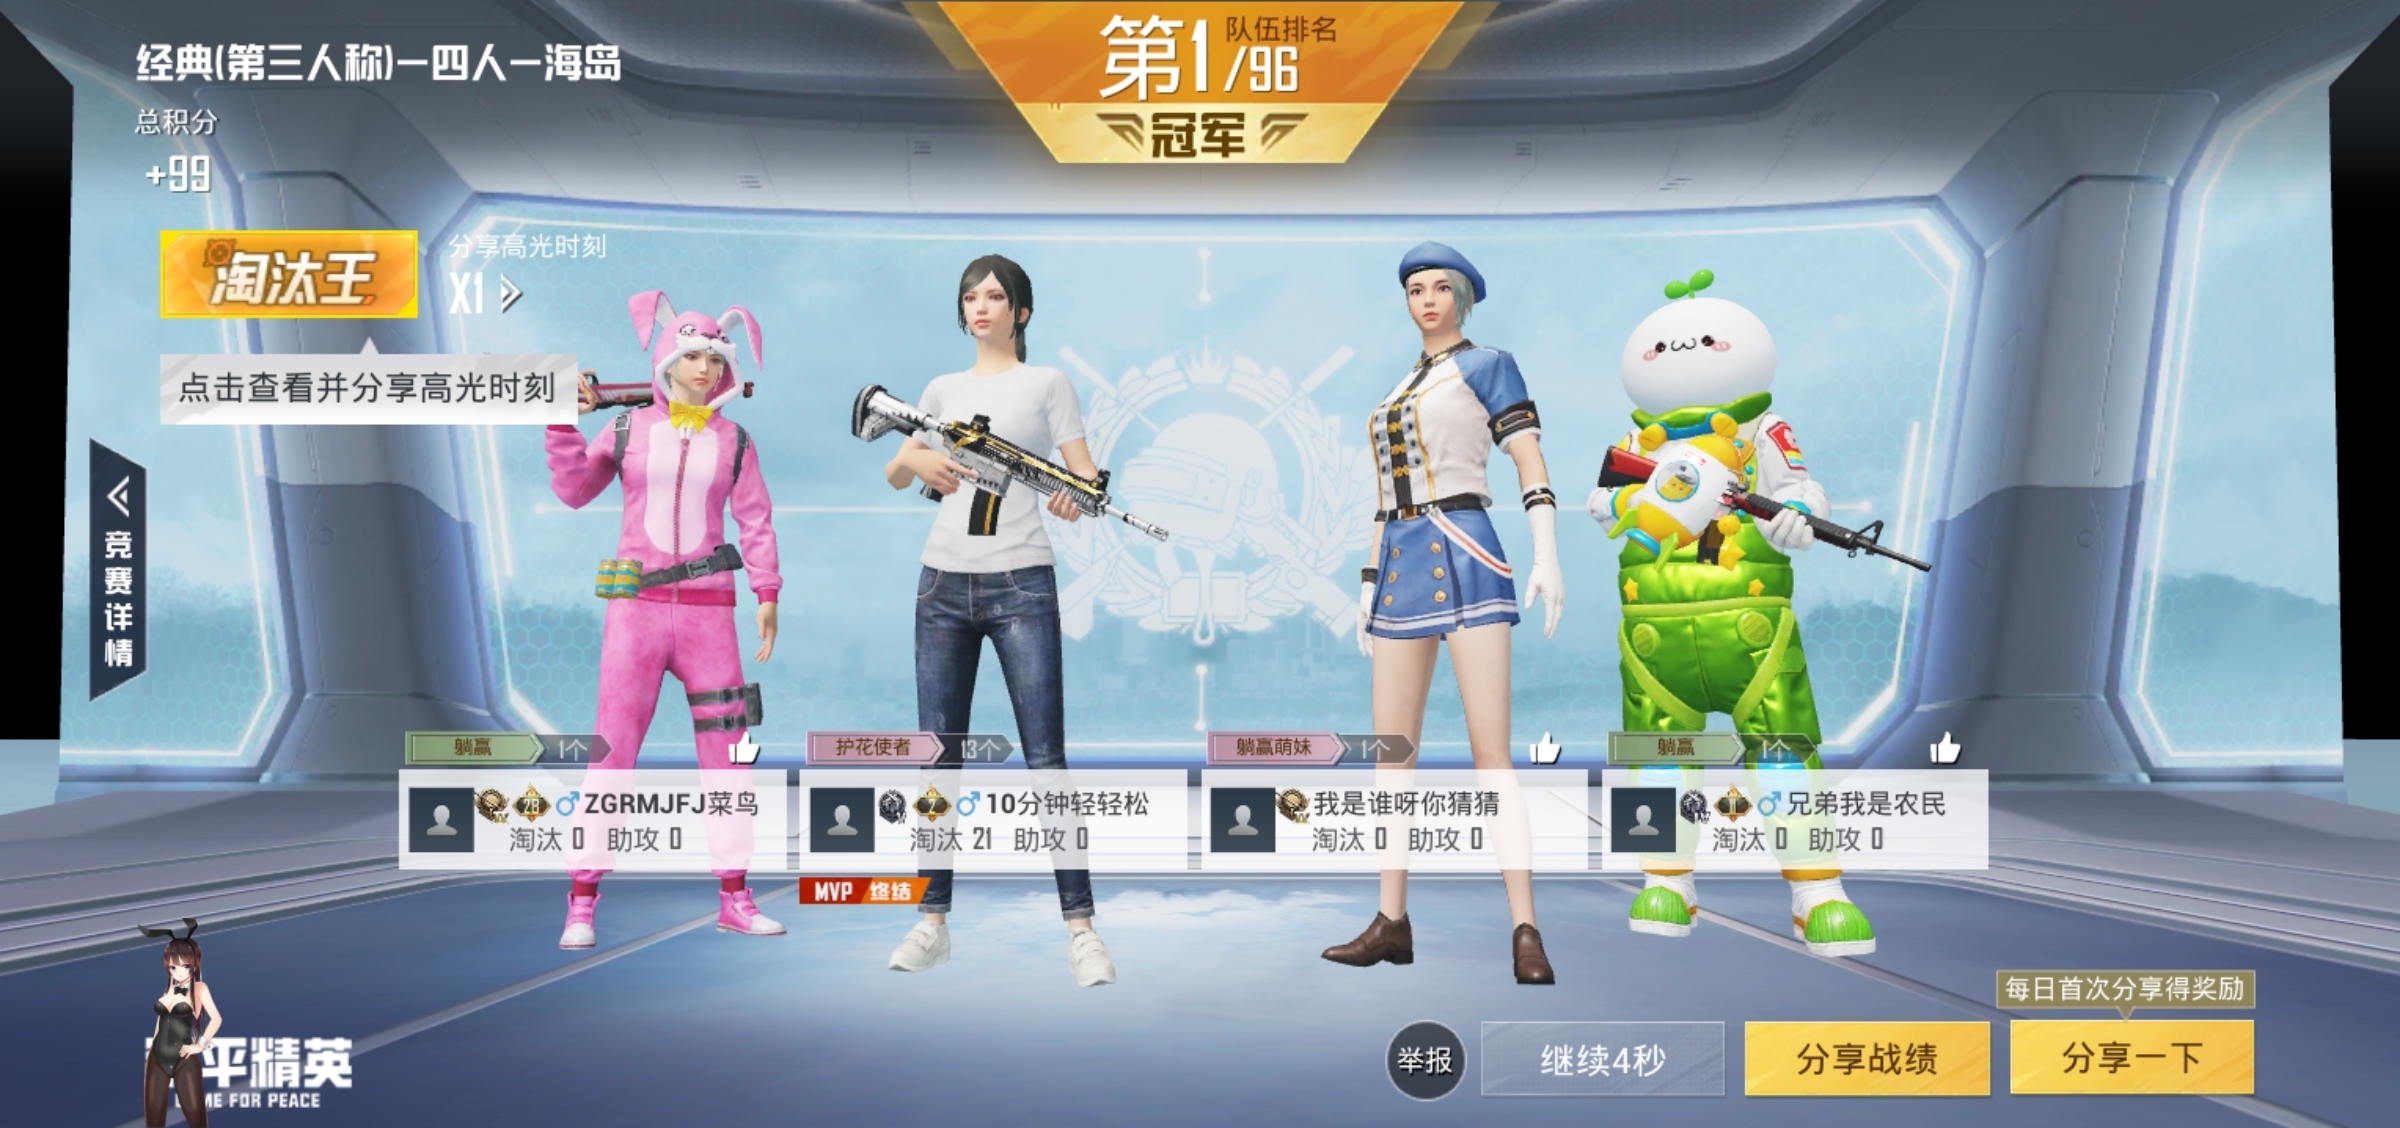 经典(第三人称)—四人—海岛
总积分
+99
队伍排名
第1/96
冠军
淘汰王
分享高光时刻
X1
点击查看并分享高光时刻
竞赛详情
躺赢 1个
ZGRMJFJ菜鸟
淘汰 0 助攻 0
护花使者 13个
2 10分钟轻轻松
淘汰 21 助攻 0
MVP 终结
躺赢萌妹 1个
我是谁呀你猜猜
淘汰 0 助攻 0
躺赢 1个
兄弟我是农民
淘汰 0 助攻 0
平精英
ME FOR PEACE
每日首次分享得奖励
举报
继续4秒
分享战绩
分享一下